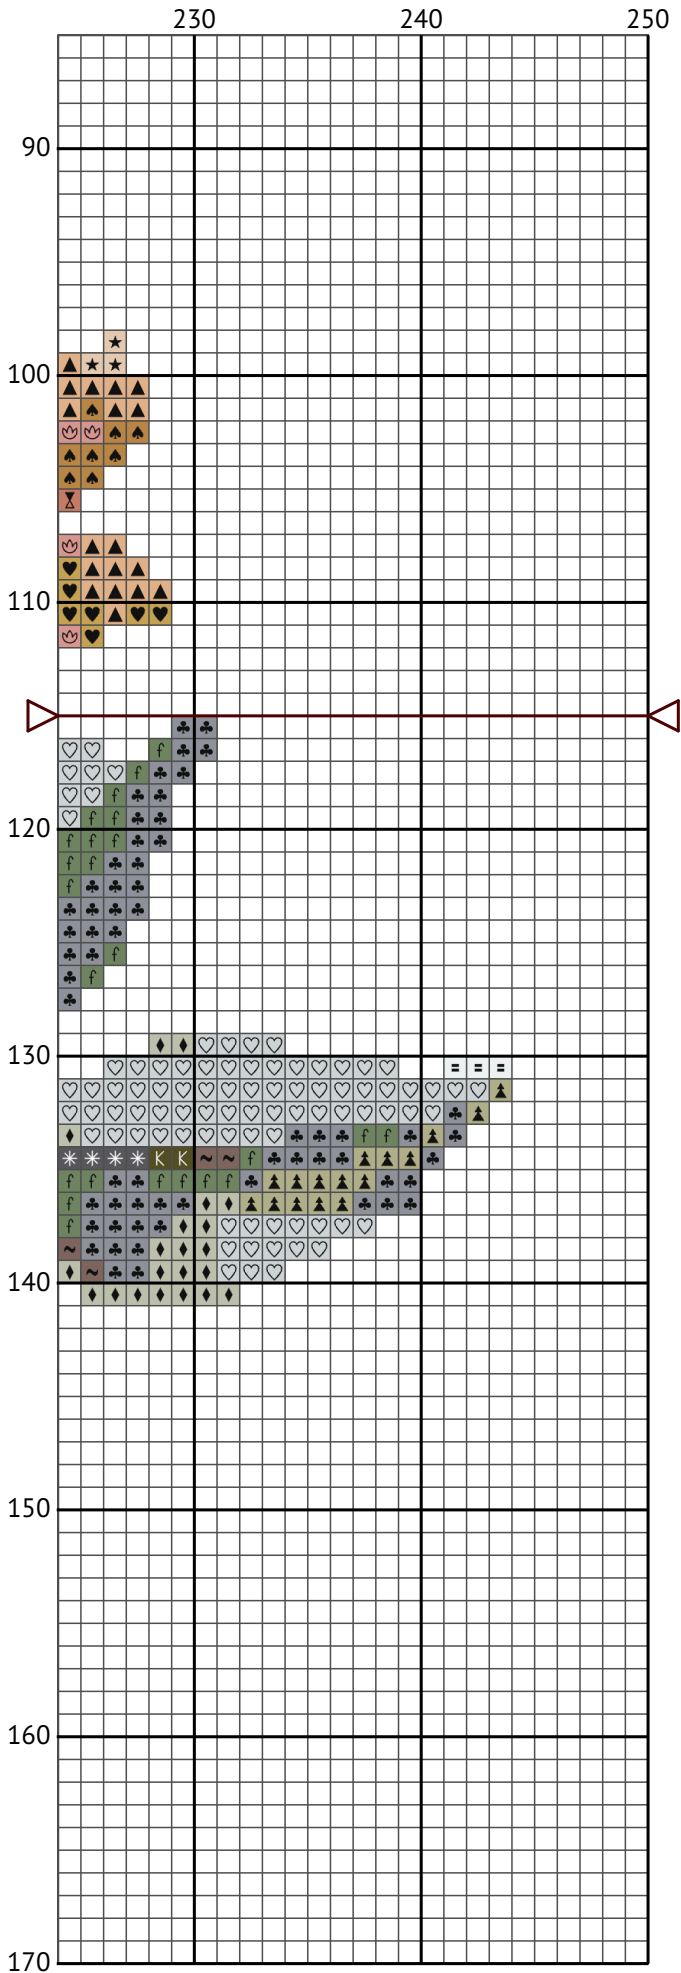 230 240 250
90
★
▲ ★ ★
100
▲ ▲ ▲ ▲
▲ ♠ ▲ ▲
♠ ♠
♠ ♠ ♠
♠ ♠
▲ ▲
♥ ▲ ▲ ▲
♥ ▲ ▲ ▲ ▲
110
♥ ♥ ▲ ♥ ♥
♥
♣ ♣
♡ ♡ f ♣ ♣
♡ ♡ ♡ f ♣ ♣
♡ ♡ f ♣ ♣
♡ f f ♣ ♣
120
f f f ♣ ♣
f f ♣ ♣
f ♣ ♣ ♣
♣ ♣ ♣ ♣
♣ ♣ ♣
♣ ♣ f
♣ f
♣
♦ ♦ ♡ ♡ ♡ ♡
130
♡ ♡ ♡ ♡ ♡ ♡ ♡ ♡ ♡ ♡ ♡ ♡ ♡ = = =
♡ ♡ ♡ ♡ ♡ ♡ ♡ ♡ ♡ ♡ ♡ ♡ ♡ ♡ ♡ ♡ ♡ ♡ ♡
♡ ♡ ♡ ♡ ♡ ♡ ♡ ♡ ♡ ♡ ♡ ♡ ♡ ♡ ♡ ♡ ♡ ♣
♦ ♡ ♡ ♡ ♡ ♡ ♡ ♡ ♡ ♡ ♣ ♣ ♣ f f ♣ ♣
✳ ✳ ✳ ✳ K K ~ ~ f ♣ ♣ ♣ ♣ ♣
f f ♣ ♣ f f f f ♣ ♣ ♣
f ♣ ♣ ♣ ♣ ♣ ♦ ♦ ♣ ♣ ♣
f ♣ ♣ ♣ ♣ ♦ ♦ ♡ ♡ ♡ ♡ ♡ ♡ ♡
~ ♣ ♣ ♣ ♦ ♦ ♦ ♡ ♡ ♡ ♡ ♡
♦ ~ ♣ ♣ ♦ ♦ ♦ ♡ ♡ ♡
140
♦ ♦ ♦ ♦ ♦ ♦ ♦
150
160
170